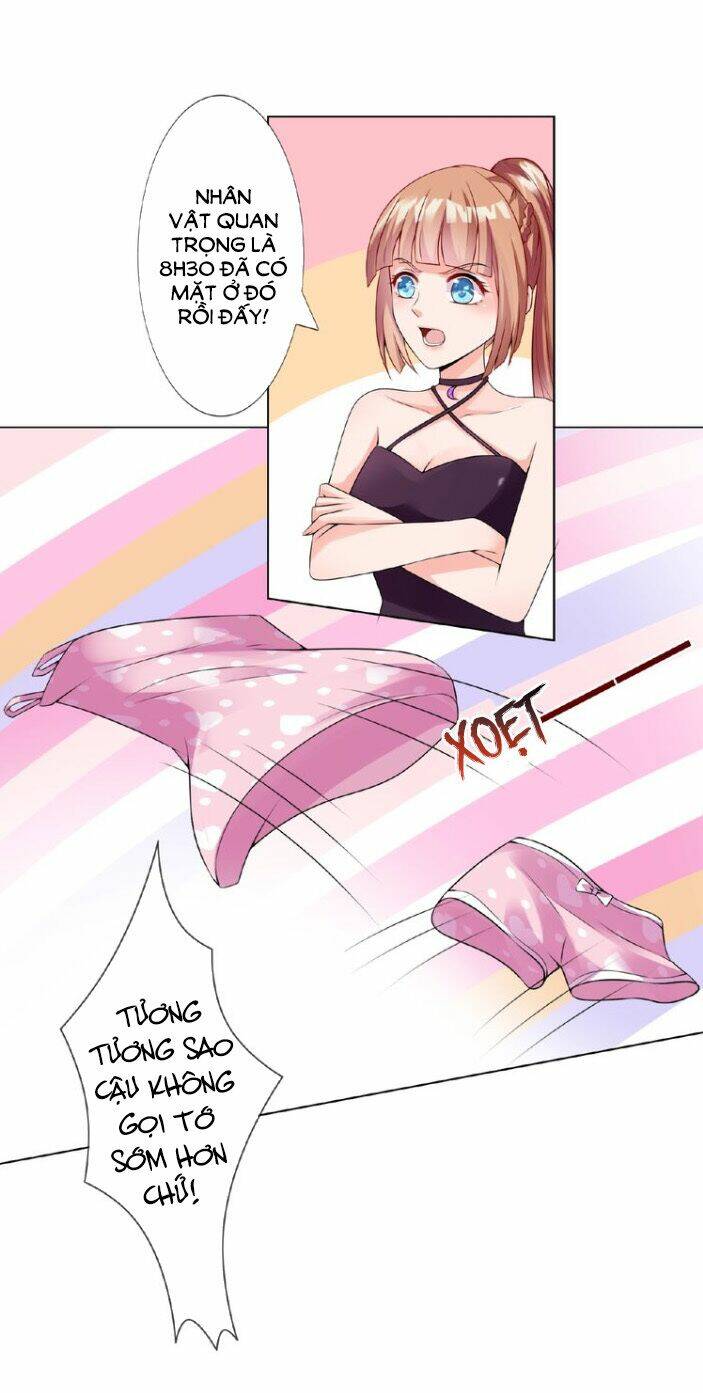 NHÂN
VẬT QUAN
TRỌNG LÀ
8H30 ĐÃ CÓ
MẶT Ở ĐÓ
RỒI ĐẤY!
XOẸT
TƯƠNG
TƯƠNG SAO
CẬU KHÔNG
GỌI TỚ
SỚM HƠN
CHỨ!